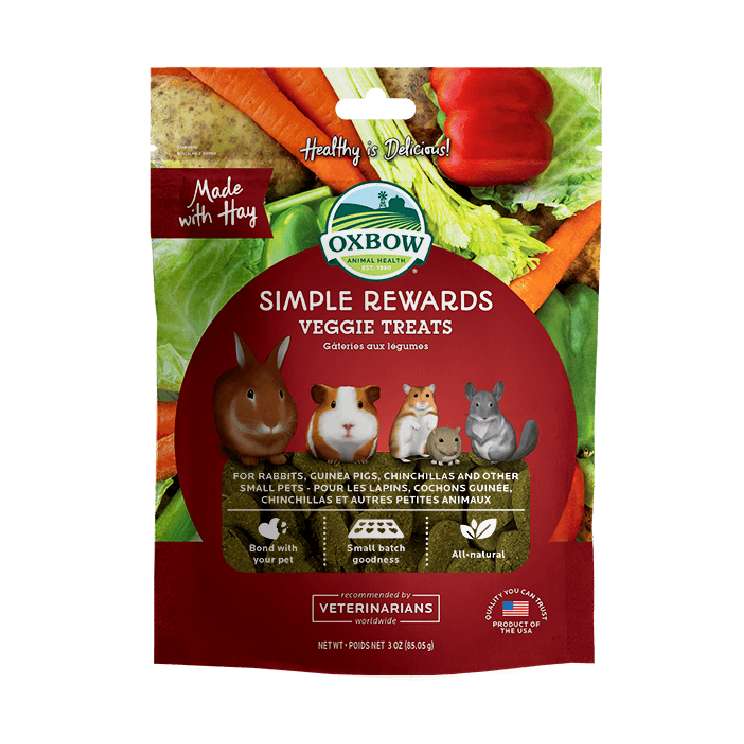 Healthy is Delicious!
Made
with Hay
OXBOW
ANIMAL HEALTH
EST. 1980
®
SIMPLE REWARDS
VEGGIE TREATS
Gâteries aux légumes
FOR RABBITS, GUINEA PIGS, CHINCHILLAS AND OTHER
SMALL PETS - POUR LES LAPINS, COCHONS GUINÉE,
CHINCHILLAS ET AUTRES PETITES ANIMAUX
Bond with
your pet
Small batch
goodness
All-natural
recommended by
VETERINARIANS
worldwide
QUALITY YOU CAN TRUST
PRODUCT OF
THE USA
NET WT • POIDS NET 3 OZ (85.05 g)